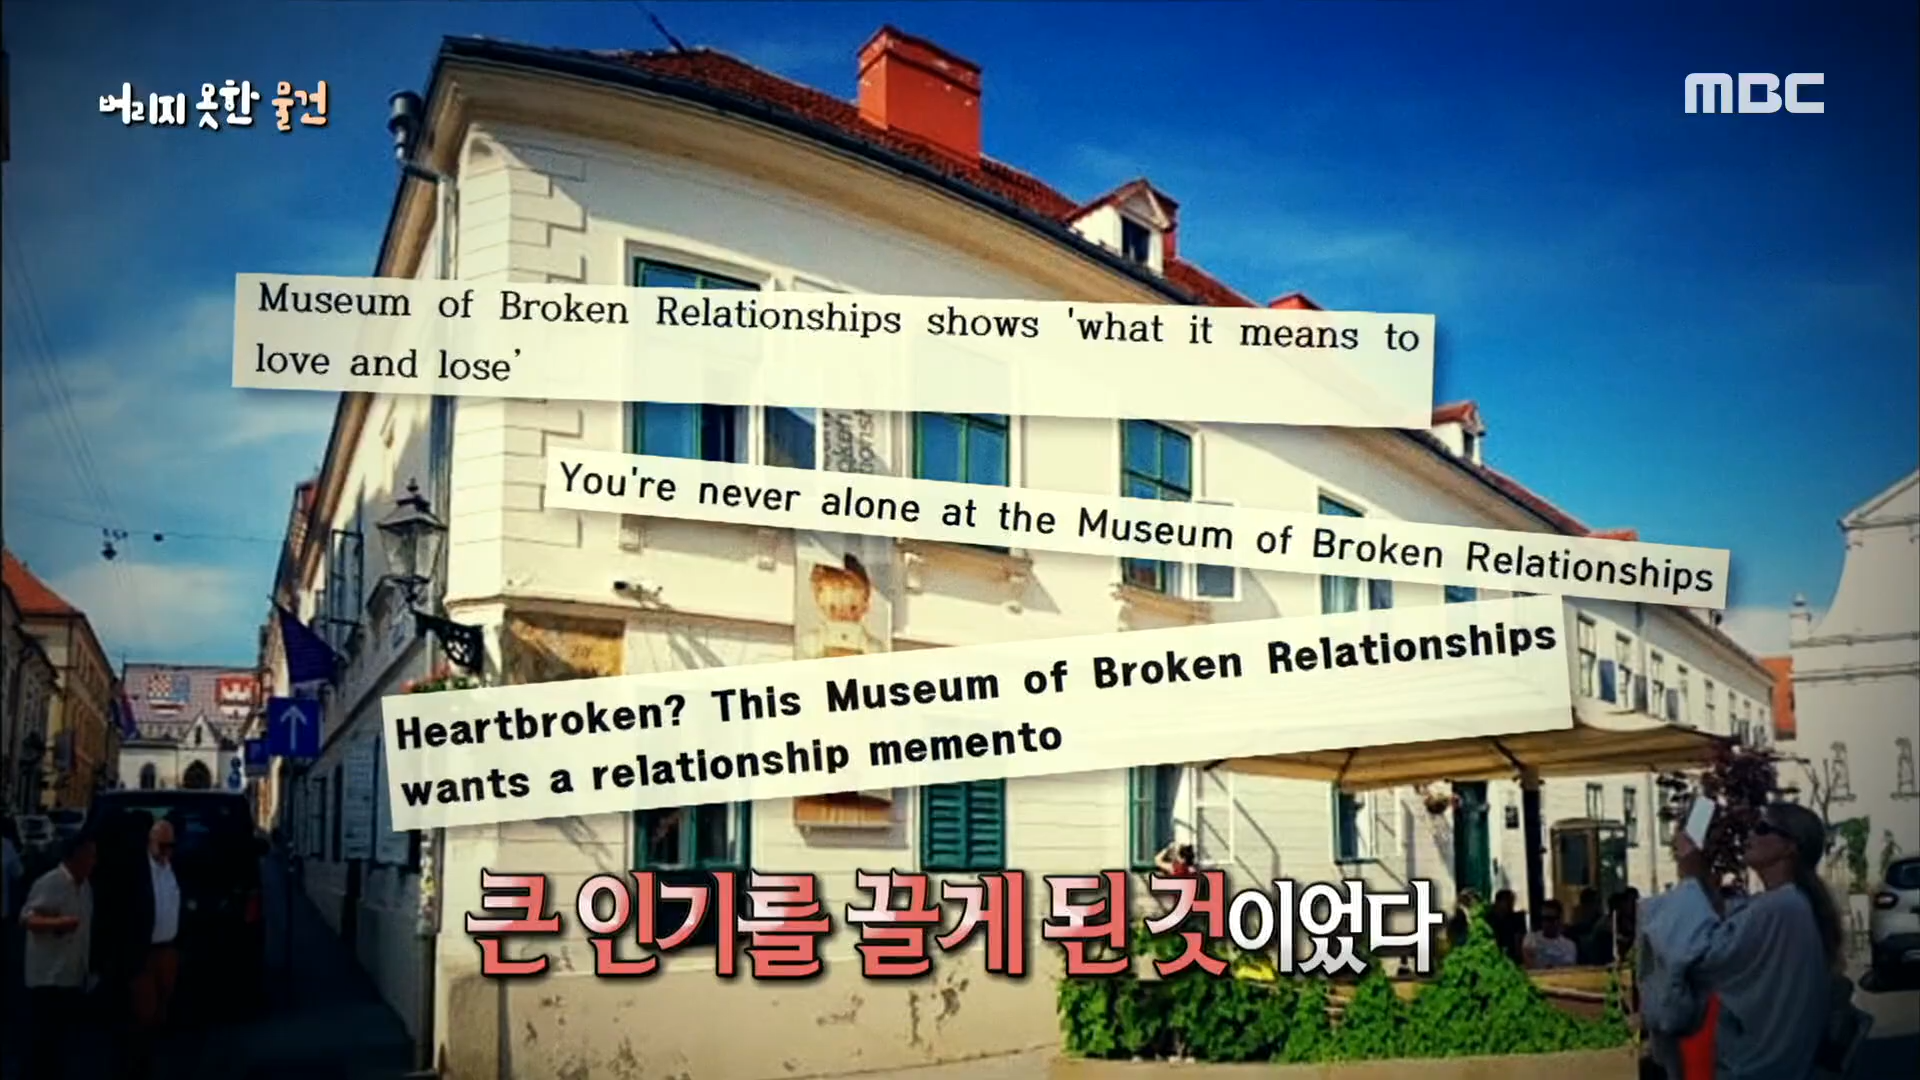 버리지 못한 물건
MBC
Museum of Broken Relationships shows 'what it means to
love and lose'
You're never alone at the Museum of Broken Relationships
Heartbroken? This Museum of Broken Relationships
wants a relationship memento
큰 인기를 끌게 된 것이었다